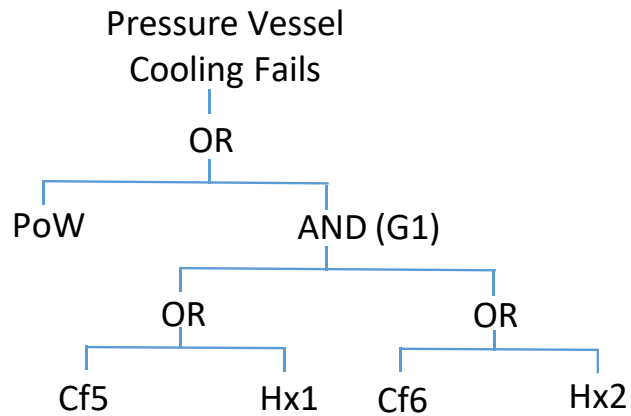 Pressure Vessel
Cooling Fails
OR
PoW
AND (G1)
OR
OR
Cf5
Hx1
Cf6
Hx2